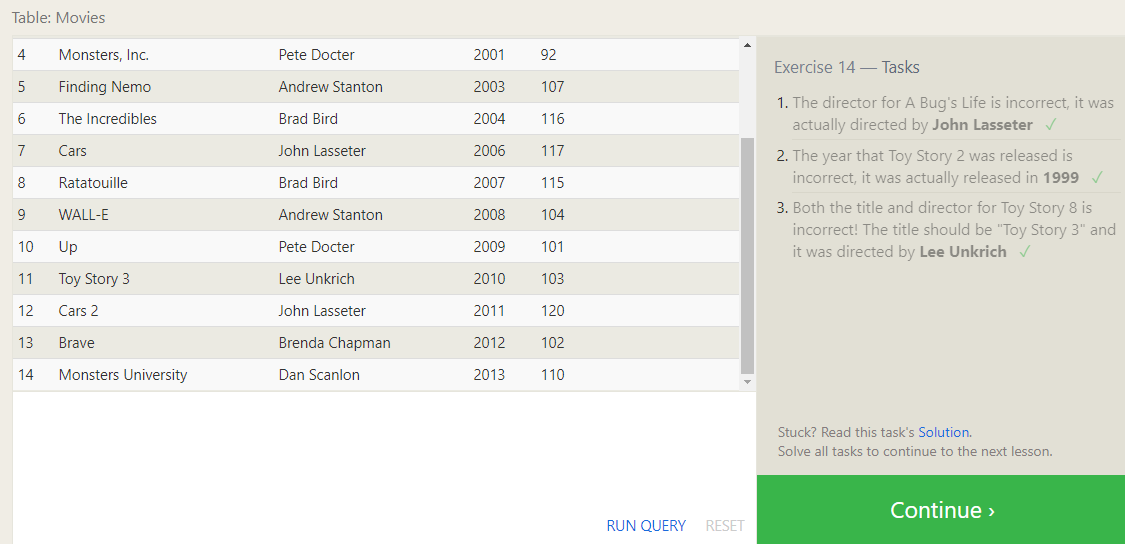 Table: Movies
4 Monsters, Inc. Pete Docter 2001 92
5 Finding Nemo Andrew Stanton 2003 107
6 The Incredibles Brad Bird 2004 116
7 Cars John Lasseter 2006 117
8 Ratatouille Brad Bird 2007 115
9 WALL-E Andrew Stanton 2008 104
10 Up Pete Docter 2009 101
11 Toy Story 3 Lee Unkrich 2010 103
12 Cars 2 John Lasseter 2011 120
13 Brave Brenda Chapman 2012 102
14 Monsters University Dan Scanlon 2013 110
RUN QUERY RESET
Exercise 14 — Tasks
1. The director for A Bug's Life is incorrect, it was
actually directed by John Lasseter ✓
2. The year that Toy Story 2 was released is
incorrect, it was actually released in 1999 ✓
3. Both the title and director for Toy Story 8 is
incorrect! The title should be "Toy Story 3" and
it was directed by Lee Unkrich ✓
Stuck? Read this task's Solution.
Solve all tasks to continue to the next lesson.
Continue ›